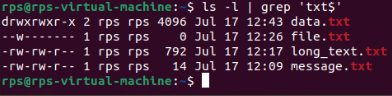 rps@rps-virtual-machine:~$ ls -l | grep 'txt$'
drwxrwxr-x 2 rps rps 4096 Jul 17 12:43 data.txt
--w------- 1 rps rps    0 Jul 17 12:26 file.txt
-rw-rw-r-- 1 rps rps  792 Jul 17 12:17 long_text.txt
-rw-rw-r-- 1 rps rps   14 Jul 17 12:09 message.txt
rps@rps-virtual-machine:~$